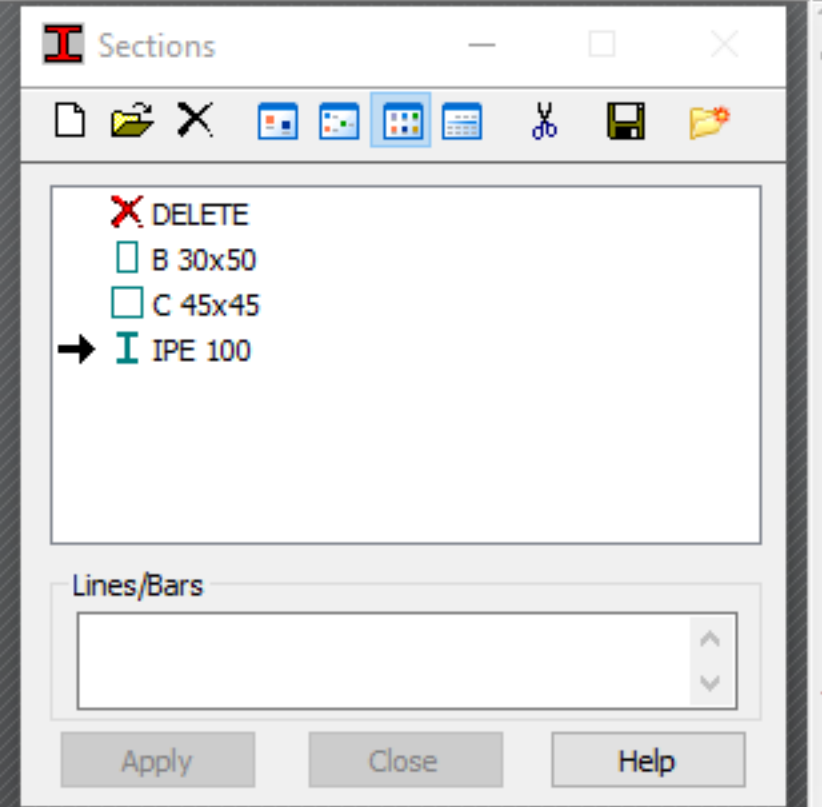 Sections
DELETE
B 30x50
C 45x45
IPE 100
Lines/Bars
Apply Close Help